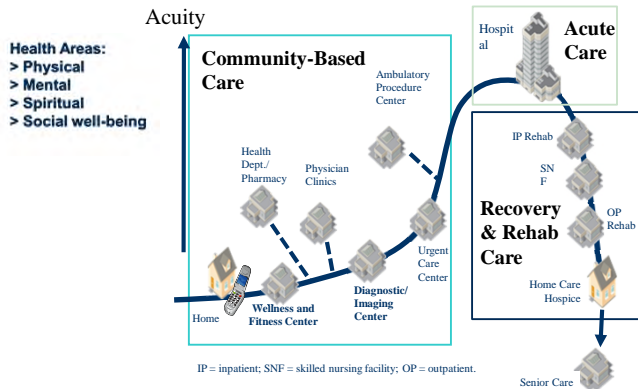 Acuity
Health Areas:
> Physical
> Mental
> Spiritual
> Social well-being
Community-Based
Care
Ambulatory
Procedure
Center
Hospit
al
Acute
Care
Health
Dept./
Pharmacy
Physician
Clinics
IP Rehab
SN
F
OP
Rehab
Recovery
& Rehab
Care
Urgent
Care
Center
Home Care
Hospice
Home
Wellness and
Fitness Center
Diagnostic/
Imaging
Center
IP = inpatient; SNF = skilled nursing facility; OP = outpatient.
Senior Care